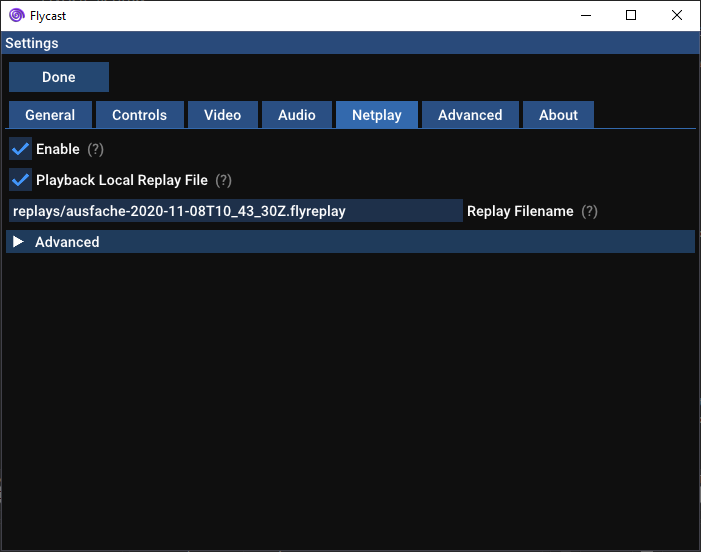 Flycast
Settings
Done
General Controls Video Audio Netplay Advanced About
Enable (?)
Playback Local Replay File (?)
replays/ausfache-2020-11-08T10_43_30Z.flyreplay Replay Filename (?)
Advanced